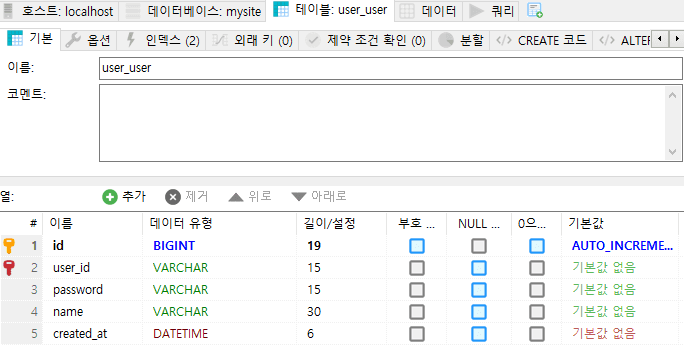 호스트: localhost 데이터베이스: mysite 테이블: user_user 데이터 쿼리
기본 옵션 인덱스 (2) 외래 키 (0) 제약 조건 확인 (0) 분할 CREATE 코드 ALTER
이름: user_user
코멘트:
열: 추가 제거 위로 아래로
# 이름 데이터 유형 길이/설정 부호 ... NULL ... 0으... 기본값
1 id BIGINT 19 AUTO_INCREME...
2 user_id VARCHAR 15 기본값 없음
3 password VARCHAR 15 기본값 없음
4 name VARCHAR 30 기본값 없음
5 created_at DATETIME 6 기본값 없음